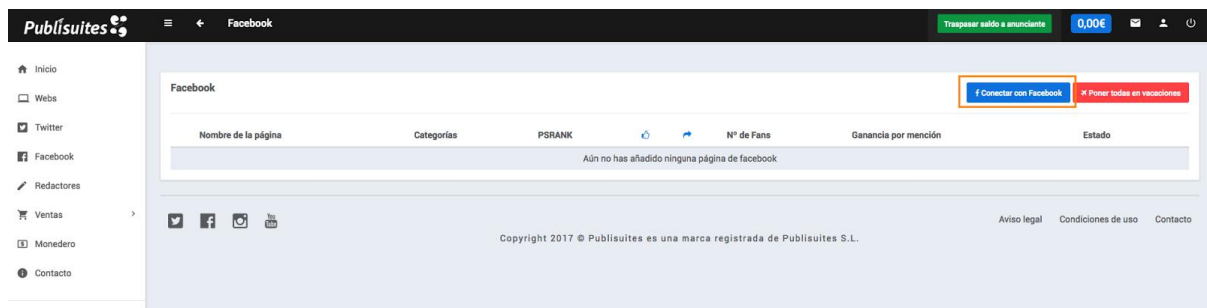 Publisuites
Facebook
Traspasar saldo a anunciante
0,00€
Inicio
Webs
Twitter
Facebook
Redactores
Ventas
Monedero
Contacto
Facebook
Conectar con Facebook
Poner todas en vacaciones
Nombre de la página Categorías PSRANK Nº de Fans Ganancia por mención Estado
Aún no has añadido ninguna página de facebook
You Tube
Aviso legal Condiciones de uso Contacto
Copyright 2017 © Publisuites es una marca registrada de Publisuites S.L.